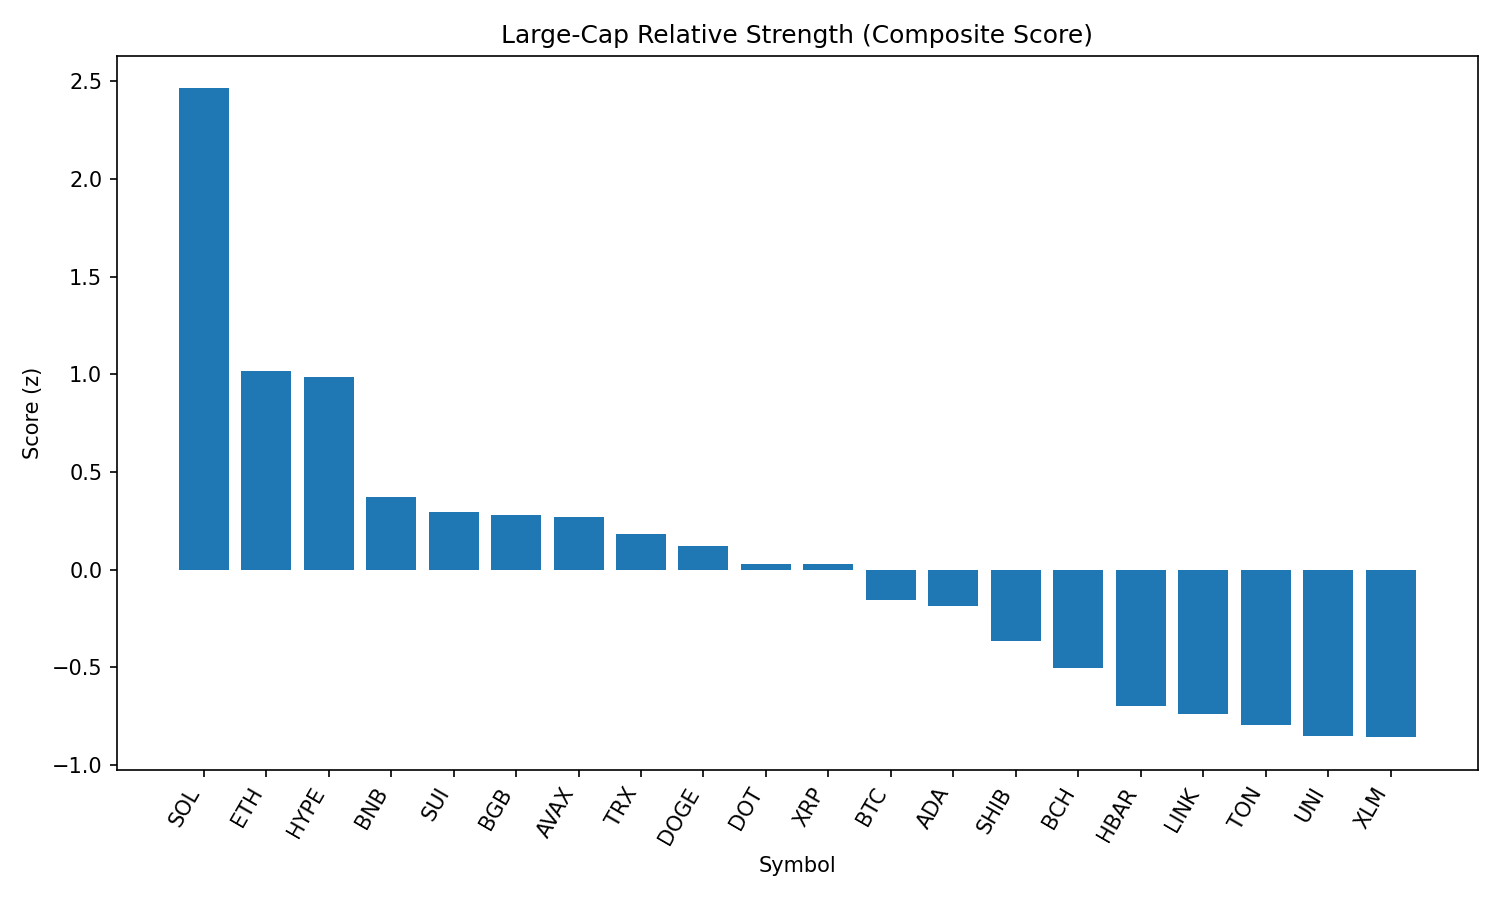 Large-Cap Relative Strength (Composite Score)
2.5
2.0
1.5
1.0
0.5
0.0
−0.5
−1.0
Score (z)
SOL
ETH
HYPE
BNB
SUI
BGB
AVAX
TRX
DOGE
DOT
XRP
BTC
ADA
SHIB
BCH
HBAR
LINK
TON
UNI
XLM
Symbol